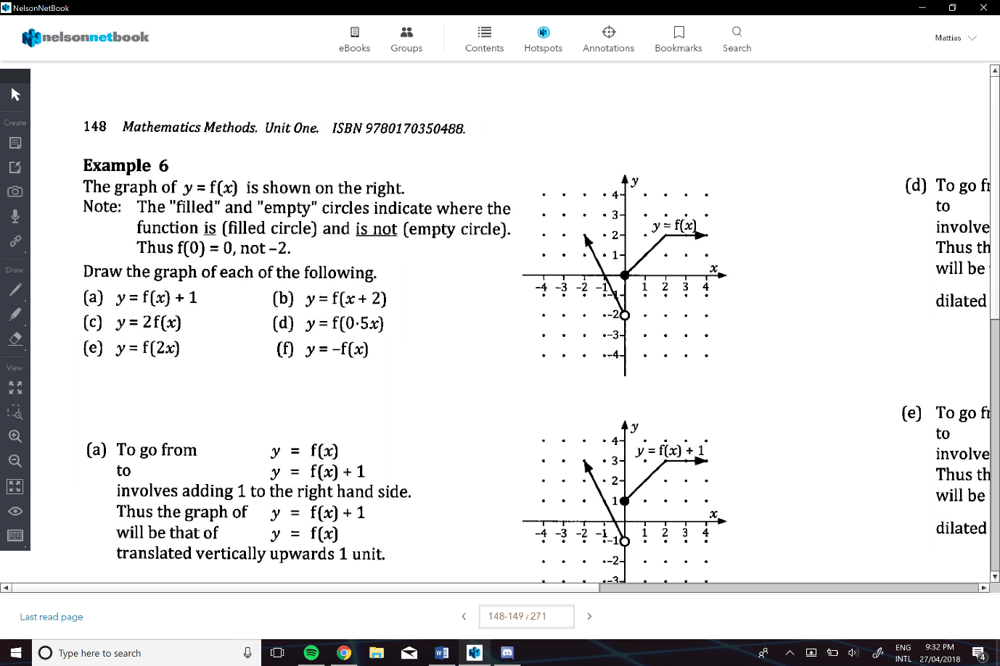 NelsonNetBook
nelsonnetbook
eBooks
Groups
Contents
Hotspots
Annotations
Bookmarks
Search
Mattias
Create
Draw
View
148 Mathematics Methods. Unit One. ISBN 9780170350488.
Example 6
The graph of y = f(x) is shown on the right.
Note: The "filled" and "empty" circles indicate where the
function is (filled circle) and is not (empty circle).
Thus f(0) = 0, not –2.
Draw the graph of each of the following.
(a) y = f(x) + 1 (b) y = f(x + 2)
(c) y = 2f(x) (d) y = f(0·5x)
(e) y = f(2x) (f) y = –f(x)
y
4
3
y = f(x)
2
1
x
–4 –3 –2 –1 1 2 3 4
–1
–2
–3
–4
(a) To go from y = f(x)
to y = f(x) + 1
involves adding 1 to the right hand side.
Thus the graph of y = f(x) + 1
will be that of y = f(x)
translated vertically upwards 1 unit.
y
4
y = f(x) + 1
3
2
1
x
–4 –3 –2 –1 1 2 3 4
–1
–2
–3
(d) To go fr
to
involve
Thus th
will be
dilated
(e) To go fr
to
involve
Thus th
will be
dilated
Last read page
148-149 / 271
Type here to search
ENG
INTL
9:32 PM
27/04/2018
4